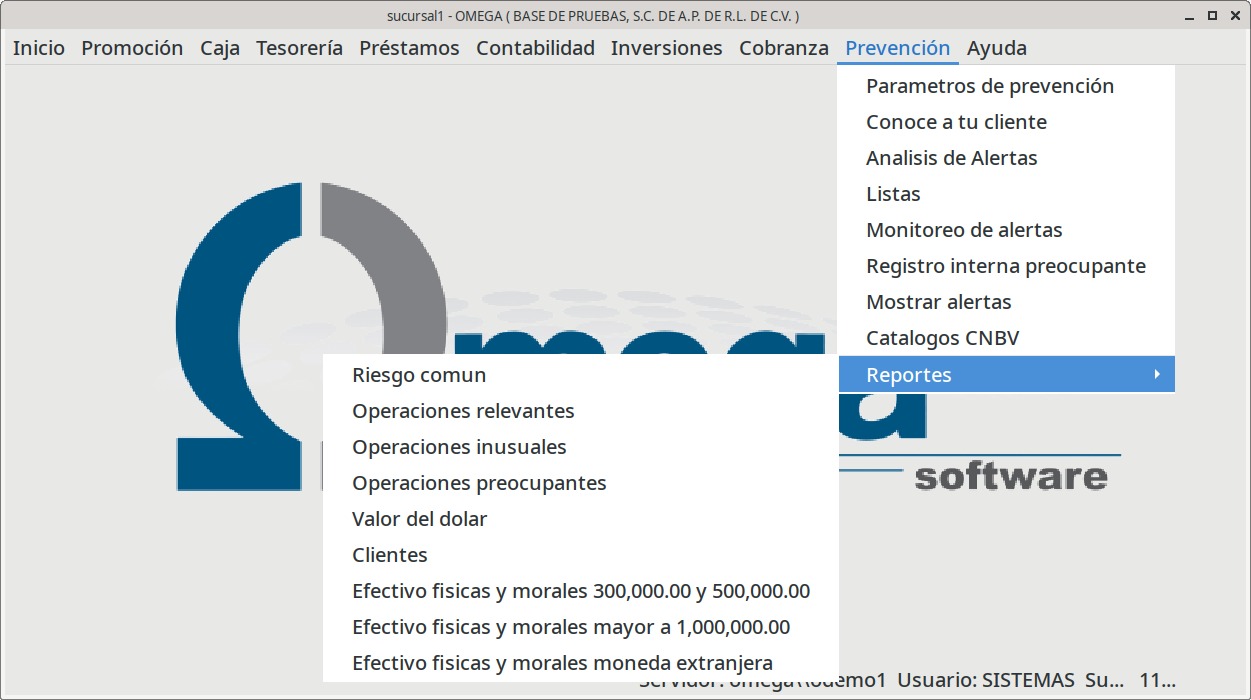 sucursal1 - OMEGA ( BASE DE PRUEBAS, S.C. DE A.P. DE R.L. DE C.V. )
Inicio Promoción Caja Tesorería Préstamos Contabilidad Inversiones Cobranza Prevención Ayuda
Parametros de prevención
Conoce a tu cliente
Analisis de Alertas
Listas
Monitoreo de alertas
Registro interna preocupante
Mostrar alertas
Catalogos CNBV
Reportes
Riesgo comun
Operaciones relevantes
Operaciones inusuales
Operaciones preocupantes
Valor del dolar
Clientes
Efectivo fisicas y morales 300,000.00 y 500,000.00
Efectivo fisicas y morales mayor a 1,000,000.00
Efectivo fisicas y morales moneda extranjera
software
Usuario: SISTEMAS Su... 11...